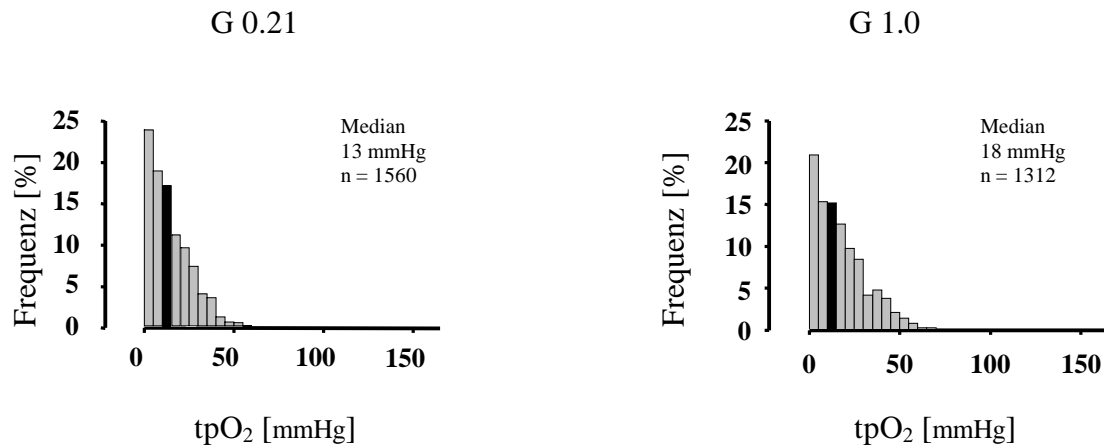 G 0.21
Median
13 mmHg
n = 1560
25
20
15
10
5
0
0 50 100 150
Frequenz [%]
tpO₂ [mmHg]
G 1.0
Median
18 mmHg
n = 1312
25
20
15
10
5
0
0 50 100 150
Frequenz [%]
tpO₂ [mmHg]